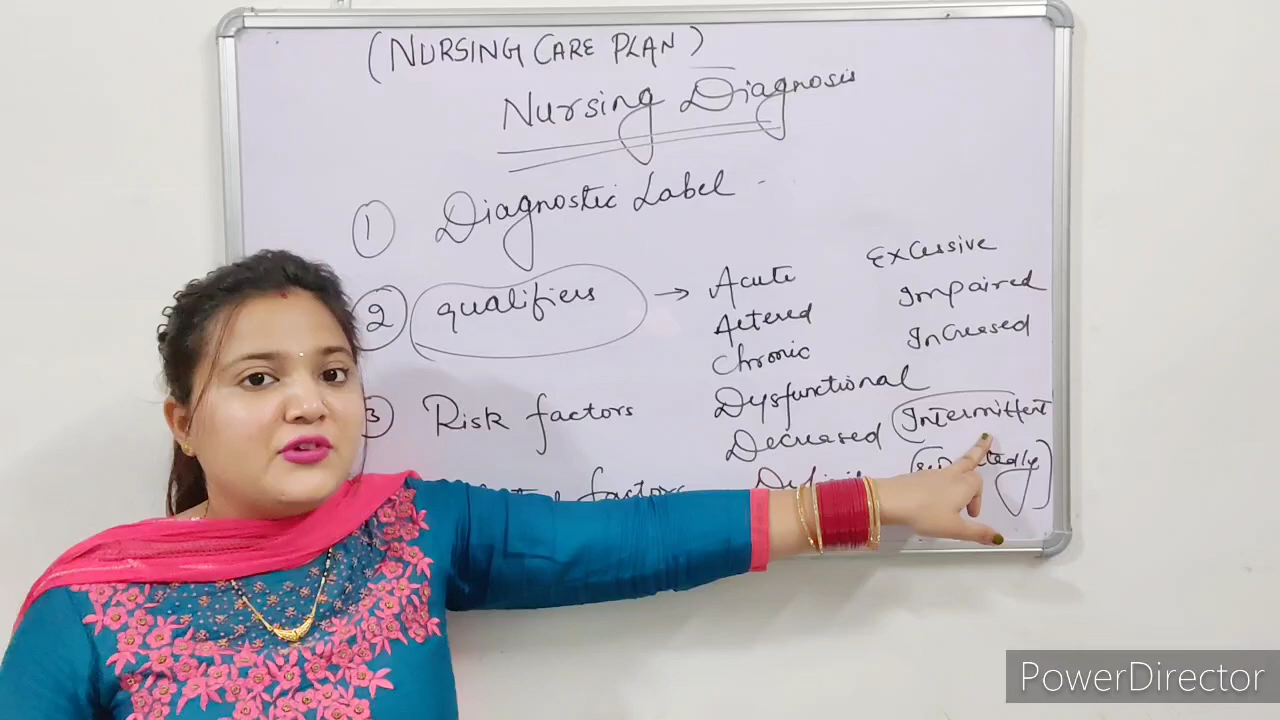 (NURSING CARE PLAN)
Nursing Diagnosis
1 Diagnostic Label -
2 qualifiers → Acute
Altered
Chronic
Dysfunctional
Decreased
Excessive
Impaired
Increased
Intermittent
3 Risk factors
factors
PowerDirector